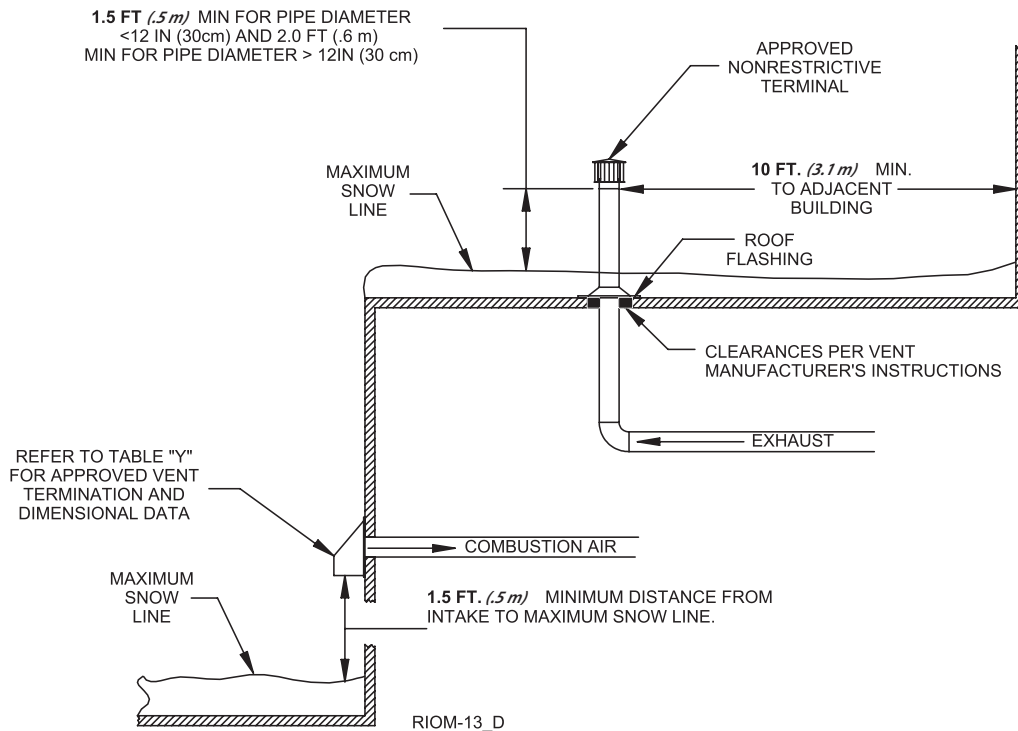 1.5 FT (.5 m) MIN FOR PIPE DIAMETER
<12 IN (30cm) AND 2.0 FT (.6 m)
MIN FOR PIPE DIAMETER > 12IN (30 cm)
APPROVED
NONRESTRICTIVE
TERMINAL
MAXIMUM
SNOW
LINE
10 FT. (3.1 m) MIN.
TO ADJACENT
BUILDING
ROOF
FLASHING
CLEARANCES PER VENT
MANUFACTURER'S INSTRUCTIONS
EXHAUST
REFER TO TABLE "Y"
FOR APPROVED VENT
TERMINATION AND
DIMENSIONAL DATA
COMBUSTION AIR
MAXIMUM
SNOW
LINE
1.5 FT. (.5 m) MINIMUM DISTANCE FROM
INTAKE TO MAXIMUM SNOW LINE.
RIOM-13_D